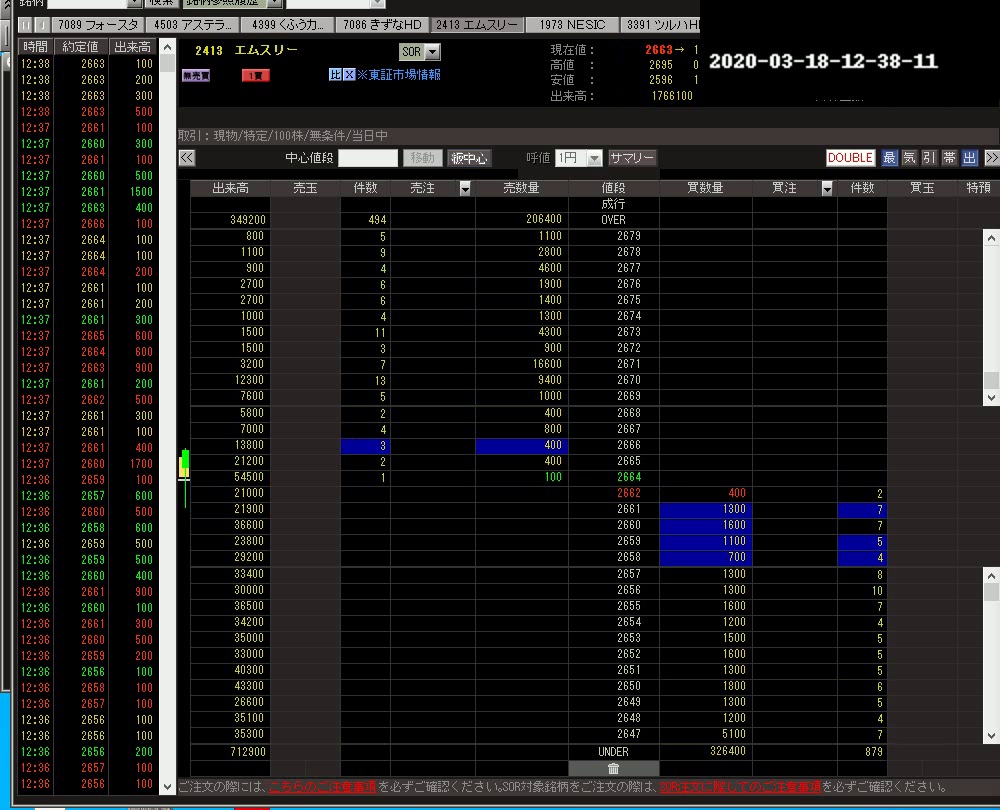 銘柄 検索 銘柄参照履歴
7089 フォースタ 4503 アステラ… 4399 くふうカ… 7086 きずなHD 2413 エムスリー 1973 NESIC 3391 ツルハH
時間 約定値 出来高
12:38 2663 100
12:38 2663 200
12:38 2663 300
12:38 2663 500
12:37 2661 100
12:37 2660 300
12:37 2661 100
12:37 2660 500
12:37 2661 1500
12:37 2663 400
12:37 2666 100
12:37 2664 100
12:37 2664 100
12:37 2664 200
12:37 2661 100
12:37 2661 200
12:37 2661 300
12:37 2665 600
12:37 2664 600
12:37 2663 900
12:37 2661 200
12:37 2662 500
12:37 2661 300
12:37 2661 100
12:37 2661 400
12:37 2660 1700
12:36 2659 100
12:36 2657 600
12:36 2660 500
12:36 2658 600
12:36 2659 500
12:36 2659 500
12:36 2660 400
12:36 2661 900
12:36 2660 100
12:36 2661 300
12:36 2660 500
12:36 2659 200
12:36 2656 100
12:36 2658 100
12:36 2657 100
12:36 2656 100
12:36 2656 100
12:36 2656 200
12:36 2657 100
12:36 2656 100
2413 エムスリー SOR
無売買 1買 比 X ※東証市場情報
現在値: 2663→ 1
高値 : 2695 0
安値 : 2596 1
出来高: 1766100
2020-03-18-12-38-11
取引:現物/特定/100株/無条件/当日中
中心値段 移動 板中心 呼値 1円 サマリー DOUBLE 最 気 引 帯 出
出来高 売玉 件数 売注 売数量 値段 買数量 買注 件数 買玉 特預
成行
349200 494 206400 OVER
800 5 1100 2679
1100 9 2800 2678
900 4 4600 2677
2700 6 1900 2676
2700 6 1400 2675
1000 4 1300 2674
1500 11 4300 2673
1500 3 900 2672
3200 7 16600 2671
12300 13 9400 2670
7600 5 1000 2669
5800 2 400 2668
7000 4 800 2667
13800 3 400 2666
21200 2 400 2665
54500 1 100 2664
21000 2662 400 2
21900 2661 1300 7
36600 2660 1600 7
23800 2659 1100 5
29200 2658 700 4
33400 2657 1300 8
30000 2656 1300 10
36500 2655 1600 7
34200 2654 1200 4
35000 2653 1500 5
33000 2652 1600 5
40300 2651 1300 5
43300 2650 1800 6
26600 2649 1300 5
35100 2648 1200 4
35300 2647 5100 7
712900 UNDER 326400 879
ご注文の際には、こちらのご注意事項を必ずご確認ください。SOR対象銘柄をご注文の際は、SOR注文に際してのご注意事項を必ずご確認ください。